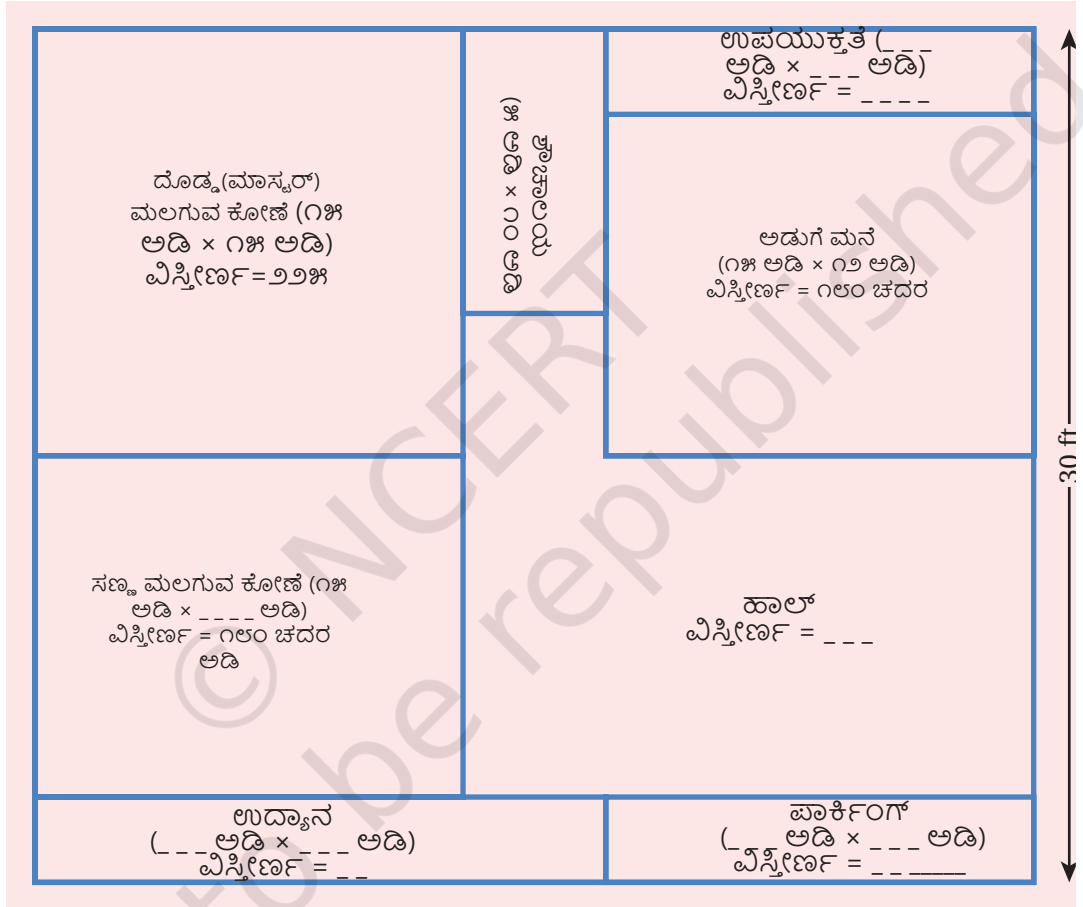 ಉಪಯುಕ್ತತೆ (_ _ _
ಅಡಿ × _ _ _ ಅಡಿ)
ವಿಸ್ತೀರ್ಣ = _ _ _ _
ಶೌಚಾಲಯ
(೫ ಅಡಿ × ೧೦ ಅಡಿ
ದೊಡ್ಡ (ಮಾಸ್ಟರ್)
ಮಲಗುವ ಕೋಣೆ (೧೫
ಅಡಿ × ೧೫ ಅಡಿ)
ವಿಸ್ತೀರ್ಣ=೨೨೫
ಅಡುಗೆ ಮನೆ
(೧೫ ಅಡಿ × ೧೨ ಅಡಿ)
ವಿಸ್ತೀರ್ಣ = ೧೮೦ ಚದರ
30 ft
ಸಣ್ಣ ಮಲಗುವ ಕೋಣೆ (೧೫
ಅಡಿ × _ _ _ _ ಅಡಿ)
ವಿಸ್ತೀರ್ಣ = ೧೮೦ ಚದರ
ಅಡಿ
ಹಾಲ್
ವಿಸ್ತೀರ್ಣ = _ _ _
ಉದ್ಯಾನ
(_ _ _ ಅಡಿ × _ _ _ ಅಡಿ)
ವಿಸ್ತೀರ್ಣ = _ _
ಪಾರ್ಕಿಂಗ್
(_ _ _ ಅಡಿ × _ _ _ ಅಡಿ)
ವಿಸ್ತೀರ್ಣ = _ _ _____
© NCERT
to be republished